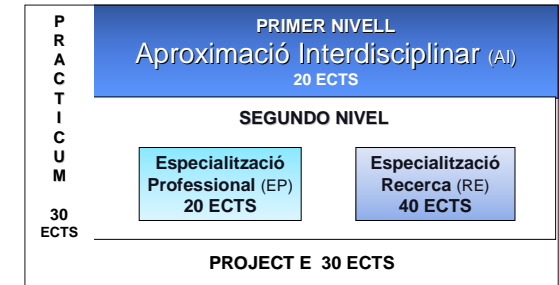 PRACTICUM
30
ECTS
PRIMER NIVELL
Aproximació Interdisciplinar (AI)
20 ECTS
SEGUNDO NIVEL
Especialització
Professional (EP)
20 ECTS
Especialització
Recerca (RE)
40 ECTS
PROJECT E 30 ECTS